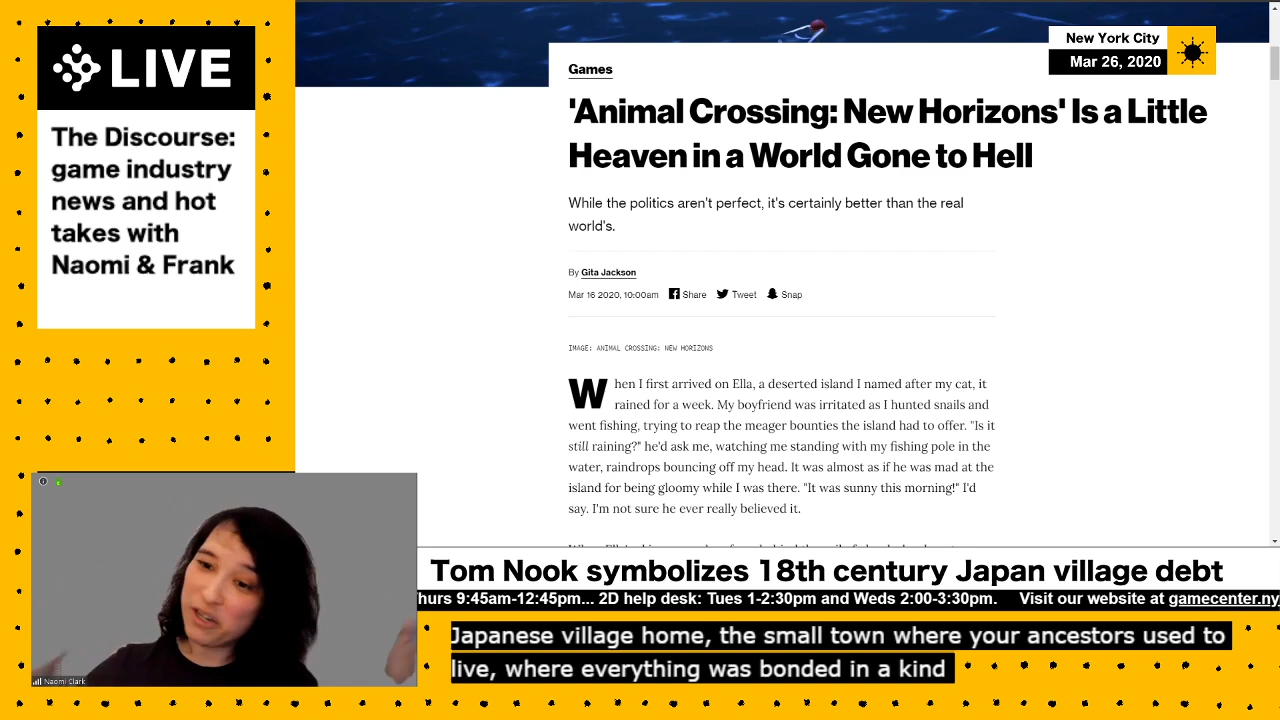 LIVE
The Discourse:
game industry
news and hot
takes with
Naomi & Frank
New York City
Mar 26, 2020
Games
'Animal Crossing: New Horizons' Is a Little
Heaven in a World Gone to Hell
While the politics aren't perfect, it's certainly better than the real
world's.
By Gita Jackson
Mar 16 2020, 10:00am Share Tweet Snap
IMAGE: ANIMAL CROSSING: NEW HORIZONS
When I first arrived on Ella, a deserted island I named after my cat, it
rained for a week. My boyfriend was irritated as I hunted snails and
went fishing, trying to reap the meager bounties the island had to offer. "Is it
still raining?" he'd ask me, watching me standing with my fishing pole in the
water, raindrops bouncing off my head. It was almost as if he was mad at the
island for being gloomy while I was there. "It was sunny this morning!" I'd
say. I'm not sure he ever really believed it.
Naomi Clark
Tom Nook symbolizes 18th century Japan village debt
hurs 9:45am-12:45pm... 2D help desk: Tues 1-2:30pm and Weds 2:00-3:30pm. Visit our website at gamecenter.ny
Japanese village home, the small town where your ancestors used to
live, where everything was bonded in a kind